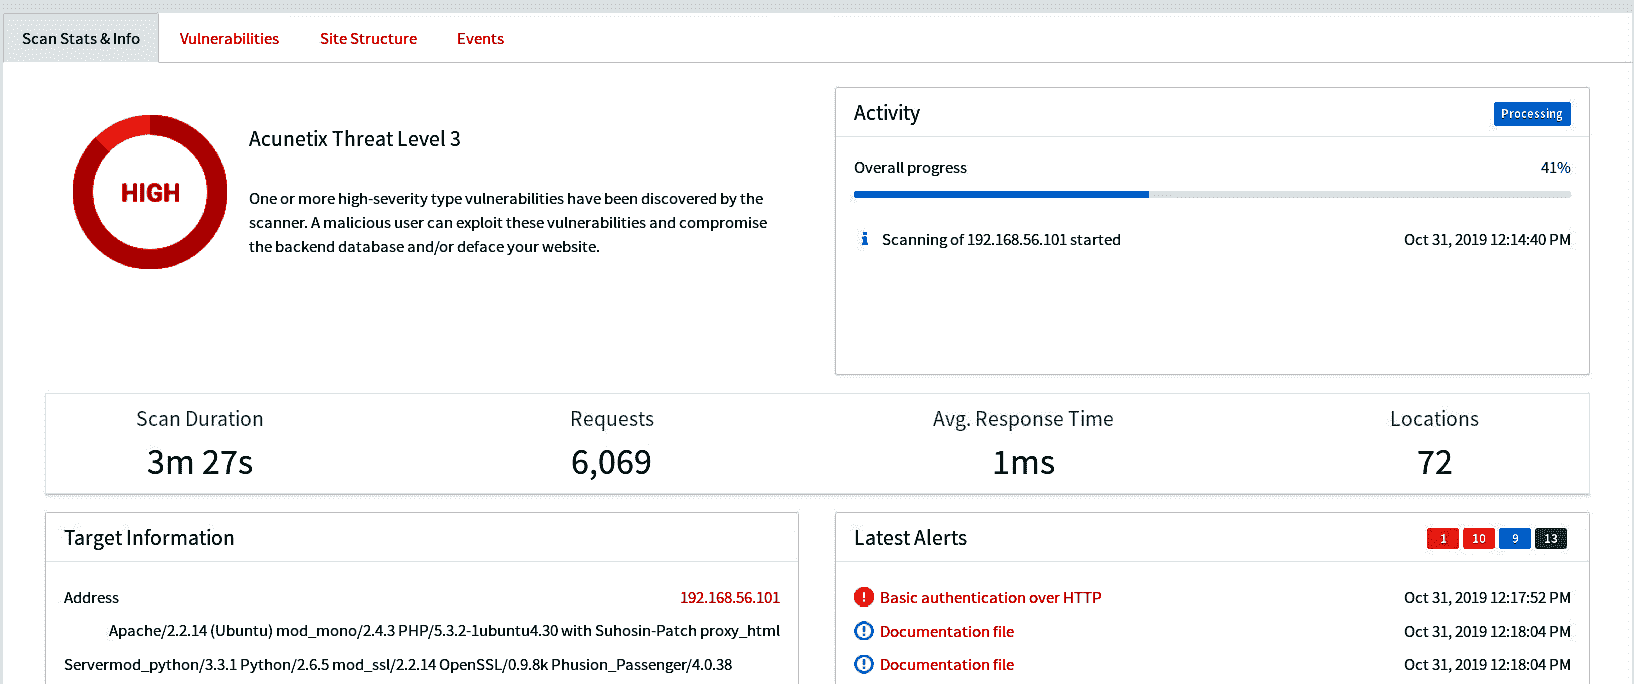 Scan Stats & Info Vulnerabilities Site Structure Events
HIGH
Acunetix Threat Level 3
One or more high-severity type vulnerabilities have been discovered by the
scanner. A malicious user can exploit these vulnerabilities and compromise
the backend database and/or deface your website.
Activity Processing
Overall progress 41%
Scanning of 192.168.56.101 started Oct 31, 2019 12:14:40 PM
Scan Duration Requests Avg. Response Time Locations
3m 27s 6,069 1ms 72
Target Information
Address 192.168.56.101
Apache/2.2.14 (Ubuntu) mod_mono/2.4.3 PHP/5.3.2-1ubuntu4.30 with Suhosin-Patch proxy_html
Servermod_python/3.3.1 Python/2.6.5 mod_ssl/2.2.14 OpenSSL/0.9.8k Phusion_Passenger/4.0.38
Latest Alerts 1 10 9 13
Basic authentication over HTTP Oct 31, 2019 12:17:52 PM
Documentation file Oct 31, 2019 12:18:04 PM
Documentation file Oct 31, 2019 12:18:04 PM